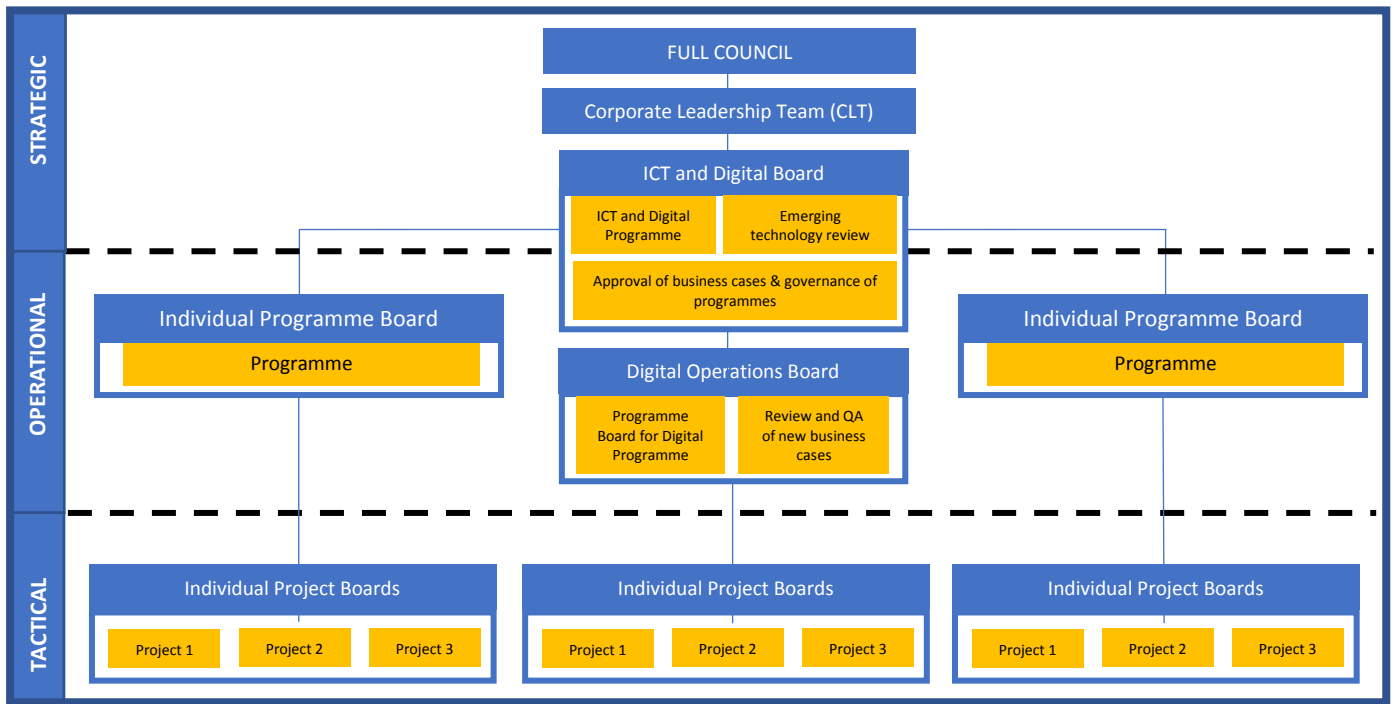 STRATEGIC
FULL COUNCIL
Corporate Leadership Team (CLT)
ICT and Digital Board
ICT and Digital
Programme
Emerging
technology review
Approval of business cases & governance of
programmes
OPERATIONAL
Individual Programme Board
Programme
Digital Operations Board
Programme
Board for Digital
Programme
Review and QA
of new business
cases
Individual Programme Board
Programme
TACTICAL
Individual Project Boards
Project 1
Project 2
Project 3
Individual Project Boards
Project 1
Project 2
Project 3
Individual Project Boards
Project 1
Project 2
Project 3